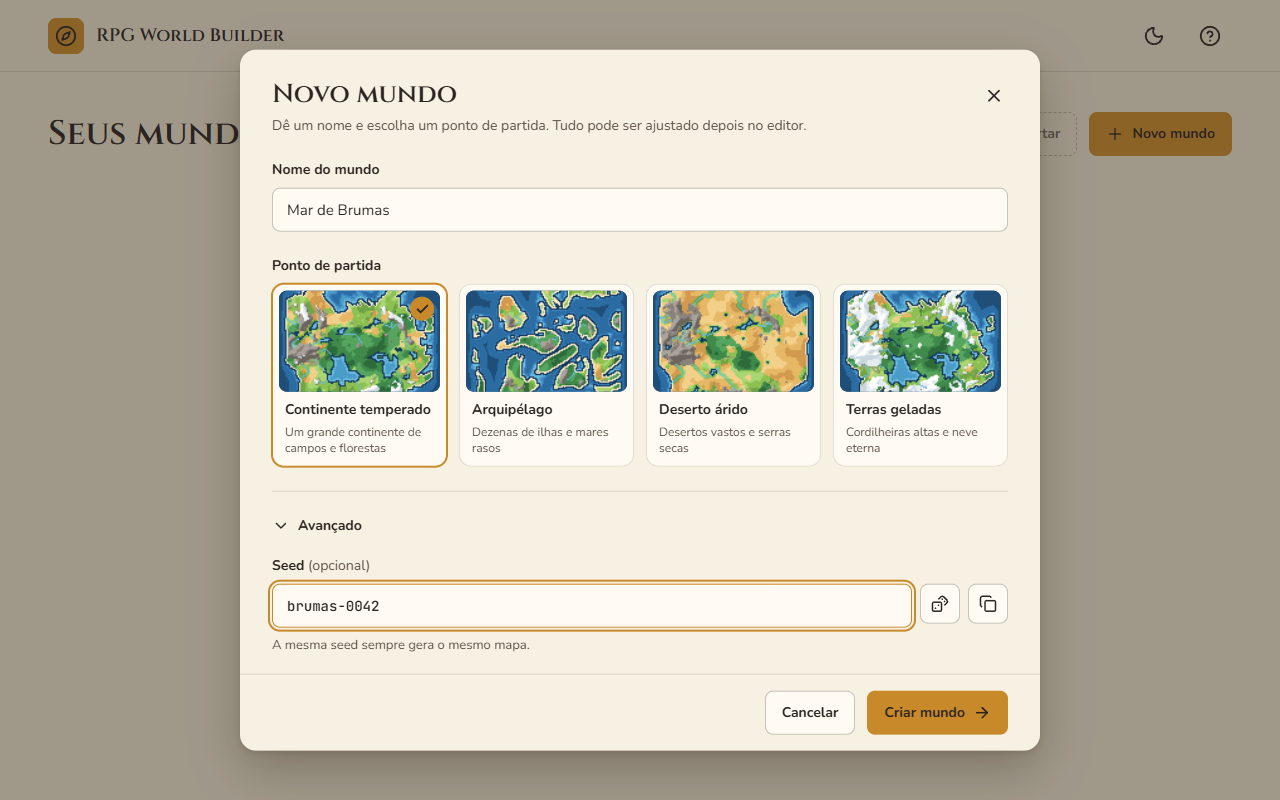 RPG World Builder
Seus mund
rtar
Novo mundo
Novo mundo
Dê um nome e escolha um ponto de partida. Tudo pode ser ajustado depois no editor.
Nome do mundo
Mar de Brumas
Ponto de partida
Continente temperado
Um grande continente de
campos e florestas
Arquipélago
Dezenas de ilhas e mares
rasos
Deserto árido
Desertos vastos e serras
secas
Terras geladas
Cordilheiras altas e neve
eterna
Avançado
Seed (opcional)
brumas-0042
A mesma seed sempre gera o mesmo mapa.
Cancelar
Criar mundo